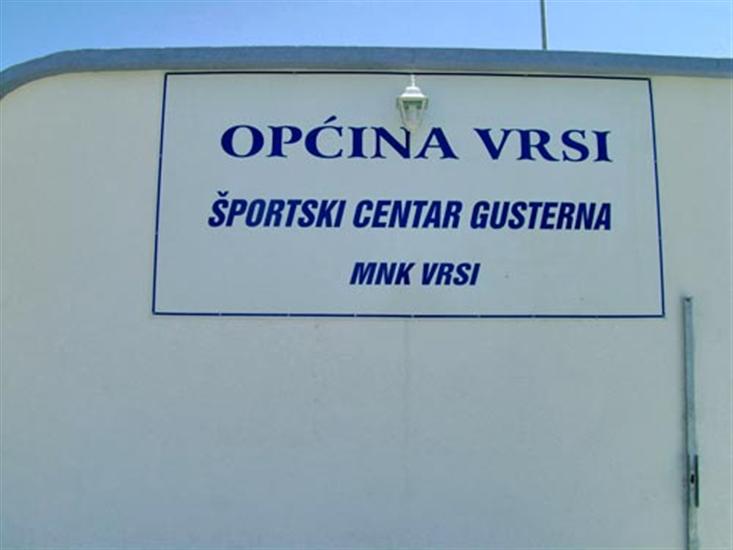 OPĆINA VRSI
ŠPORTSKI CENTAR GUSTERNA
MNK VRSI